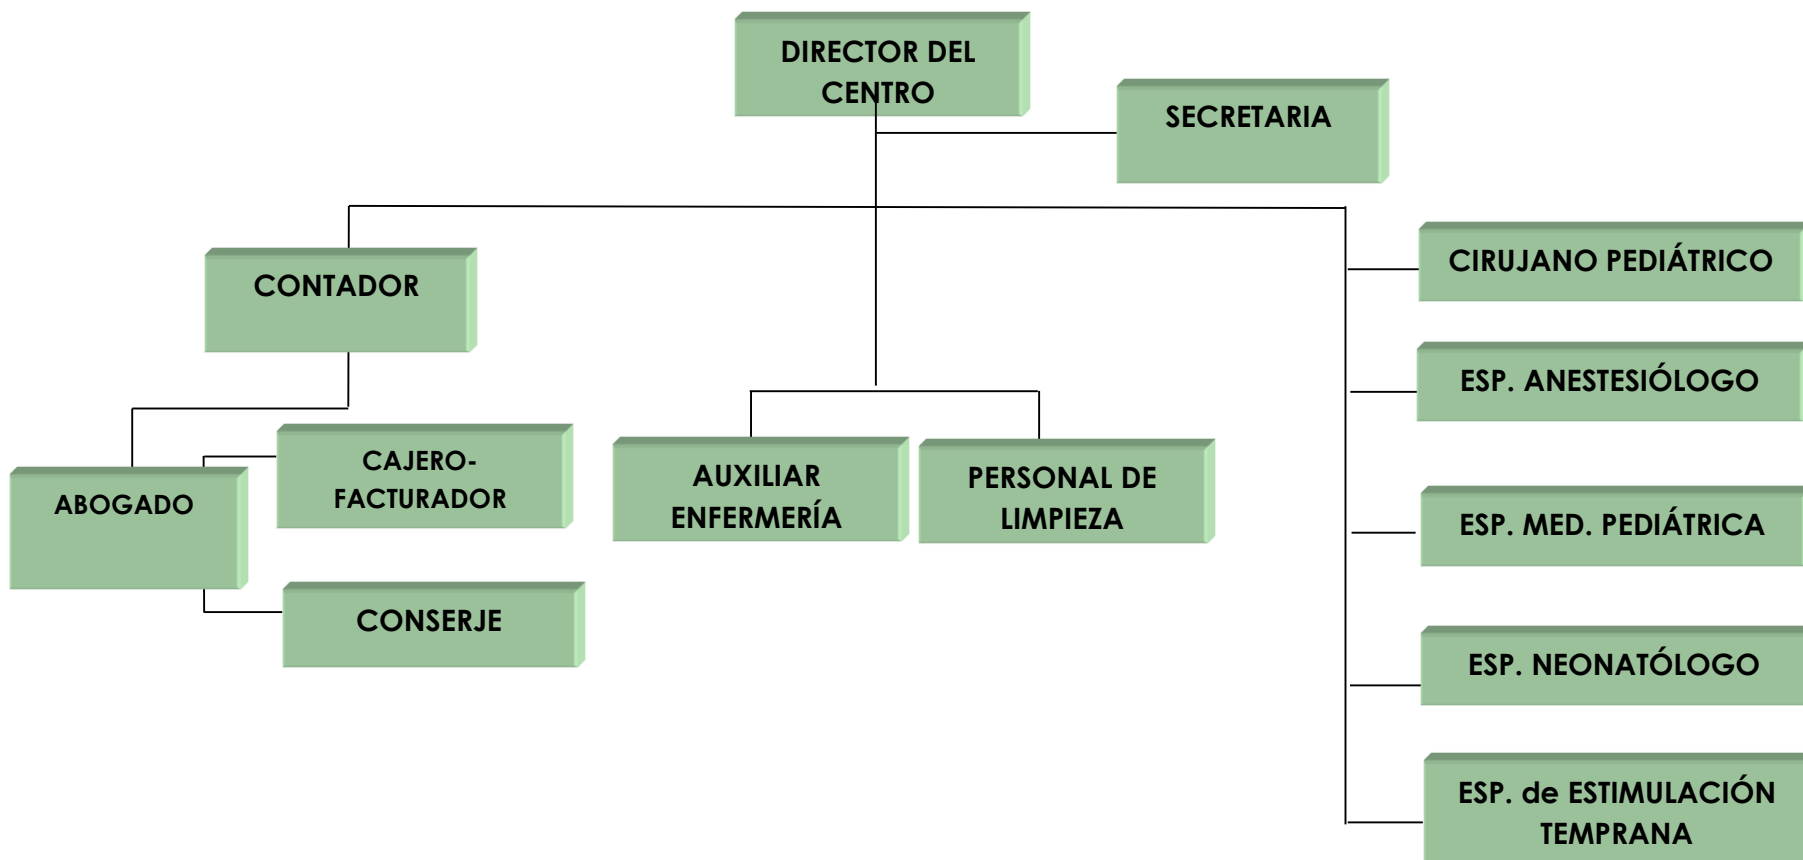 DIRECTOR DEL
CENTRO
SECRETARIA
CONTADOR
CIRUJANO PEDIÁTRICO
ESP. ANESTESIÓLOGO
CAJERO-
FACTURADOR
ABOGADO
AUXILIAR
ENFERMERÍA
PERSONAL DE
LIMPIEZA
ESP. MED. PEDIÁTRICA
CONSERJE
ESP. NEONATÓLOGO
ESP. de ESTIMULACIÓN
TEMPRANA